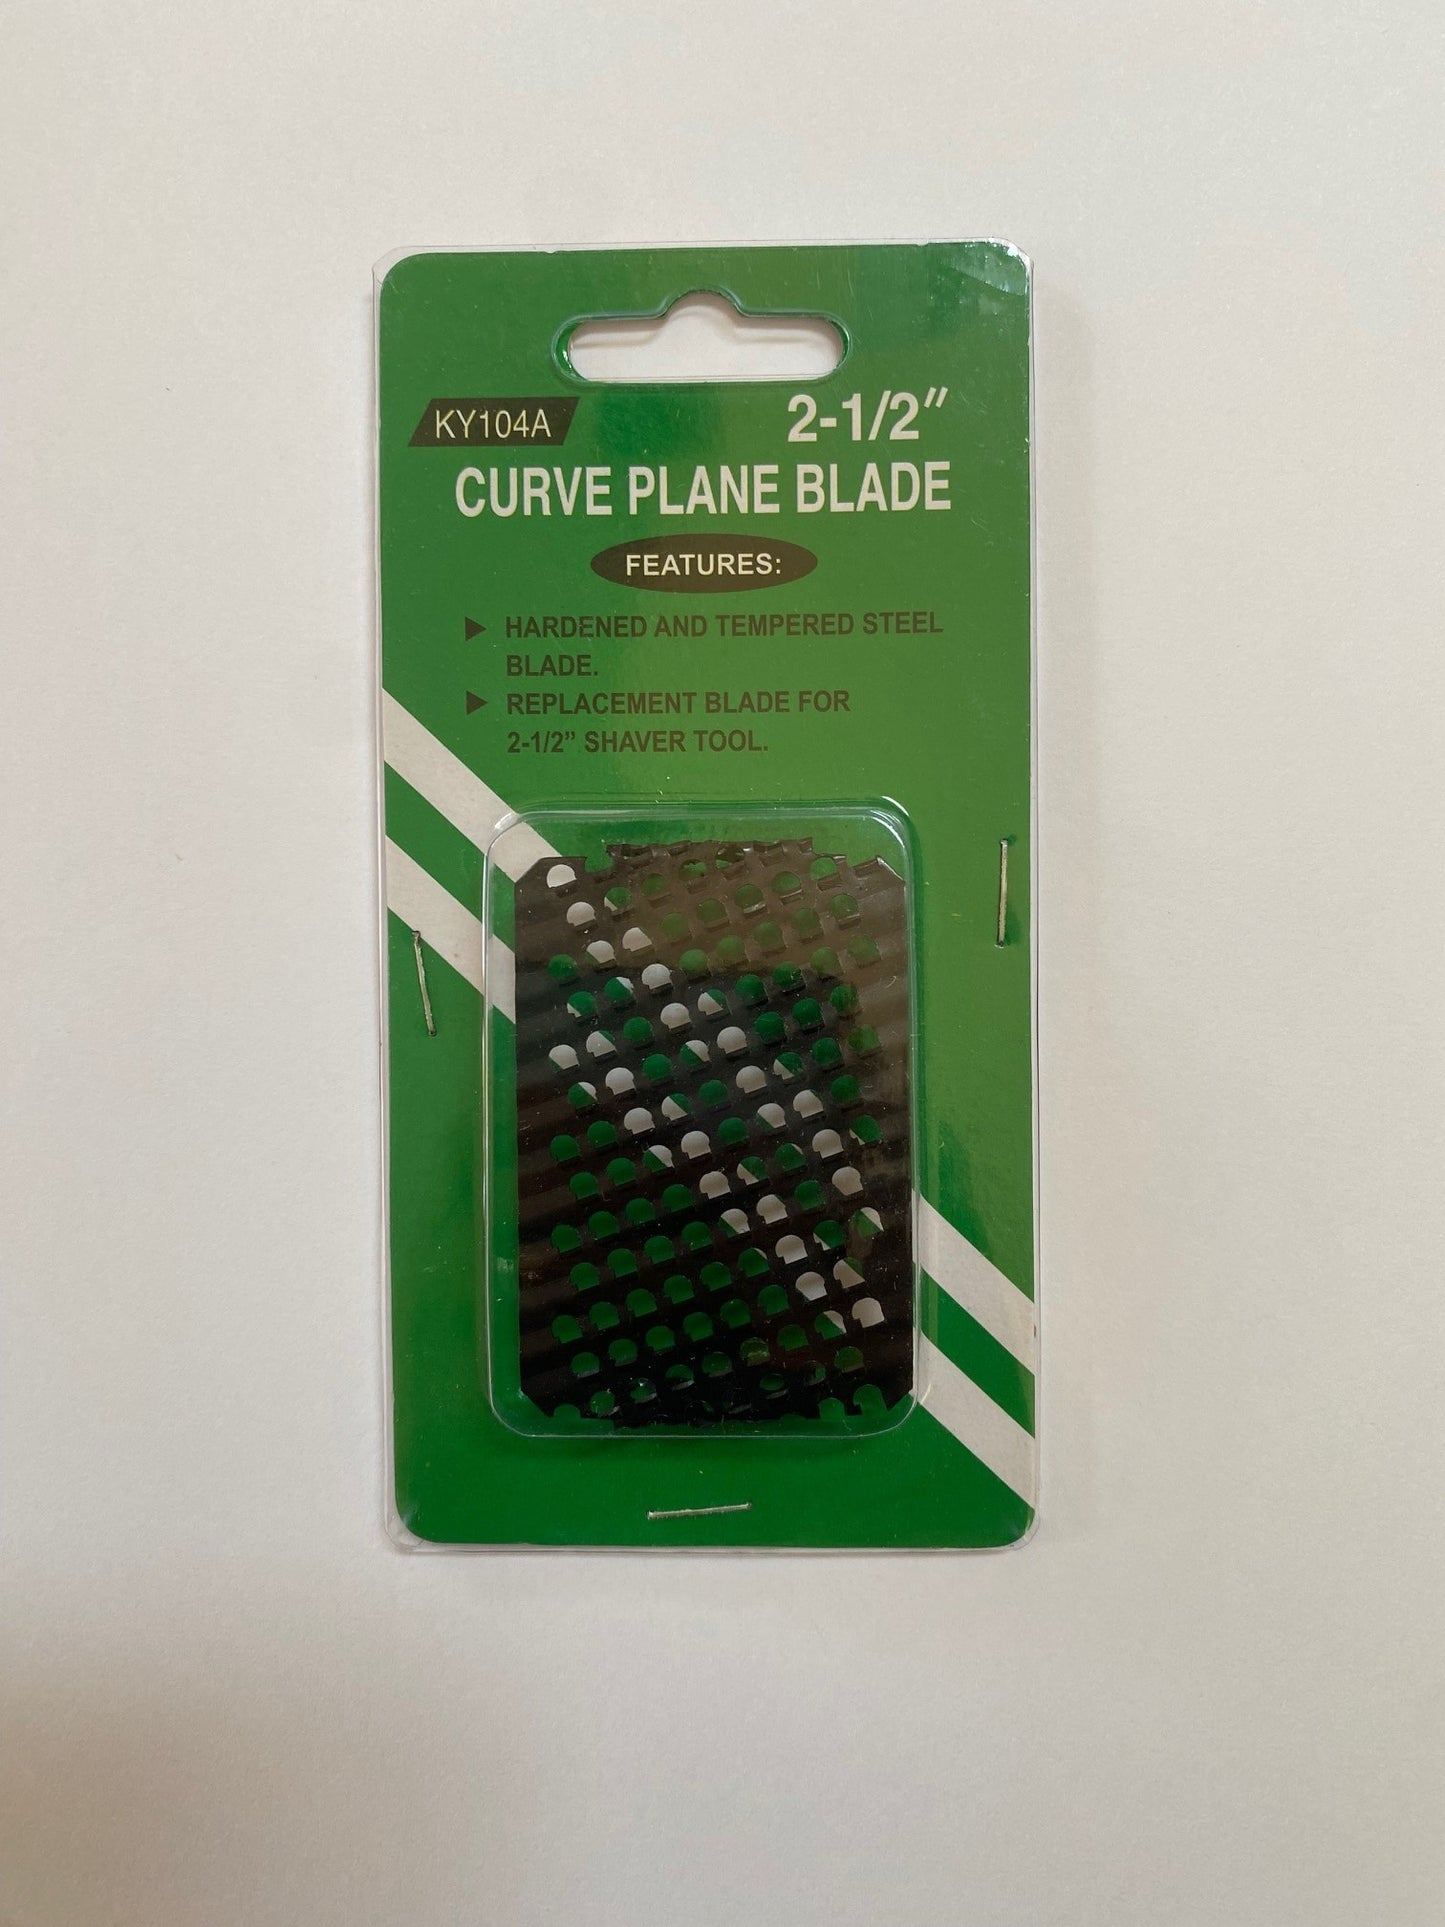 KY104A
2-1/2"
CURVE PLANE BLADE
FEATURES:
HARDENED AND TEMPERED STEEL
BLADE.
REPLACEMENT BLADE FOR
2-1/2” SHAVER TOOL.